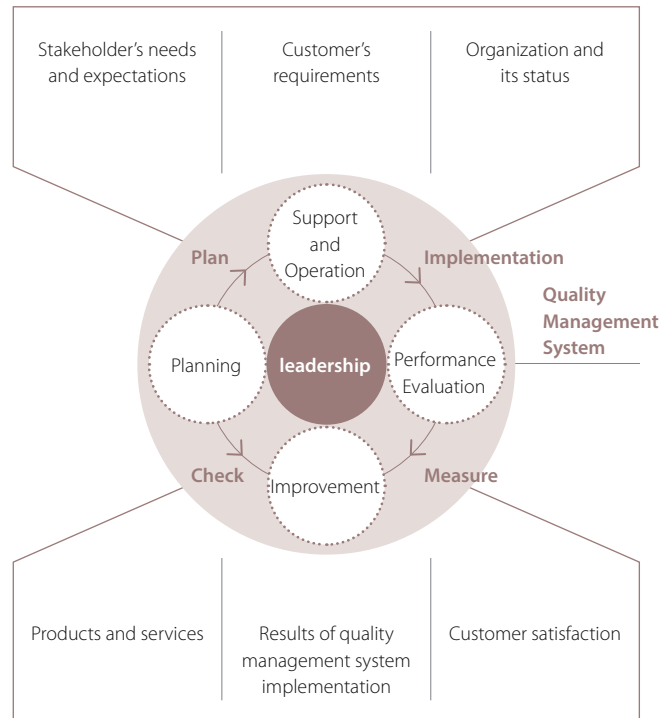 Stakeholder’s needs
and expectations
Customer’s
requirements
Organization and
its status
Support
and
Operation
Plan
Implementation
Quality
Management
System
Planning
leadership
Performance
Evaluation
Check
Improvement
Measure
Products and services
Results of quality
management system
implementation
Customer satisfaction